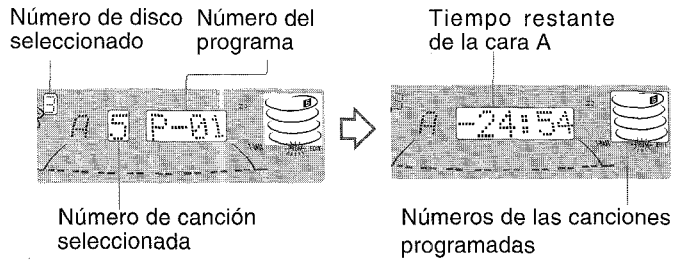 Número de disco
seleccionado
Número del
programa
Tiempo restante
de la cara A
3
A 5 P-01
A -24:54
Número de canción
seleccionada
Números de las canciones
programadas